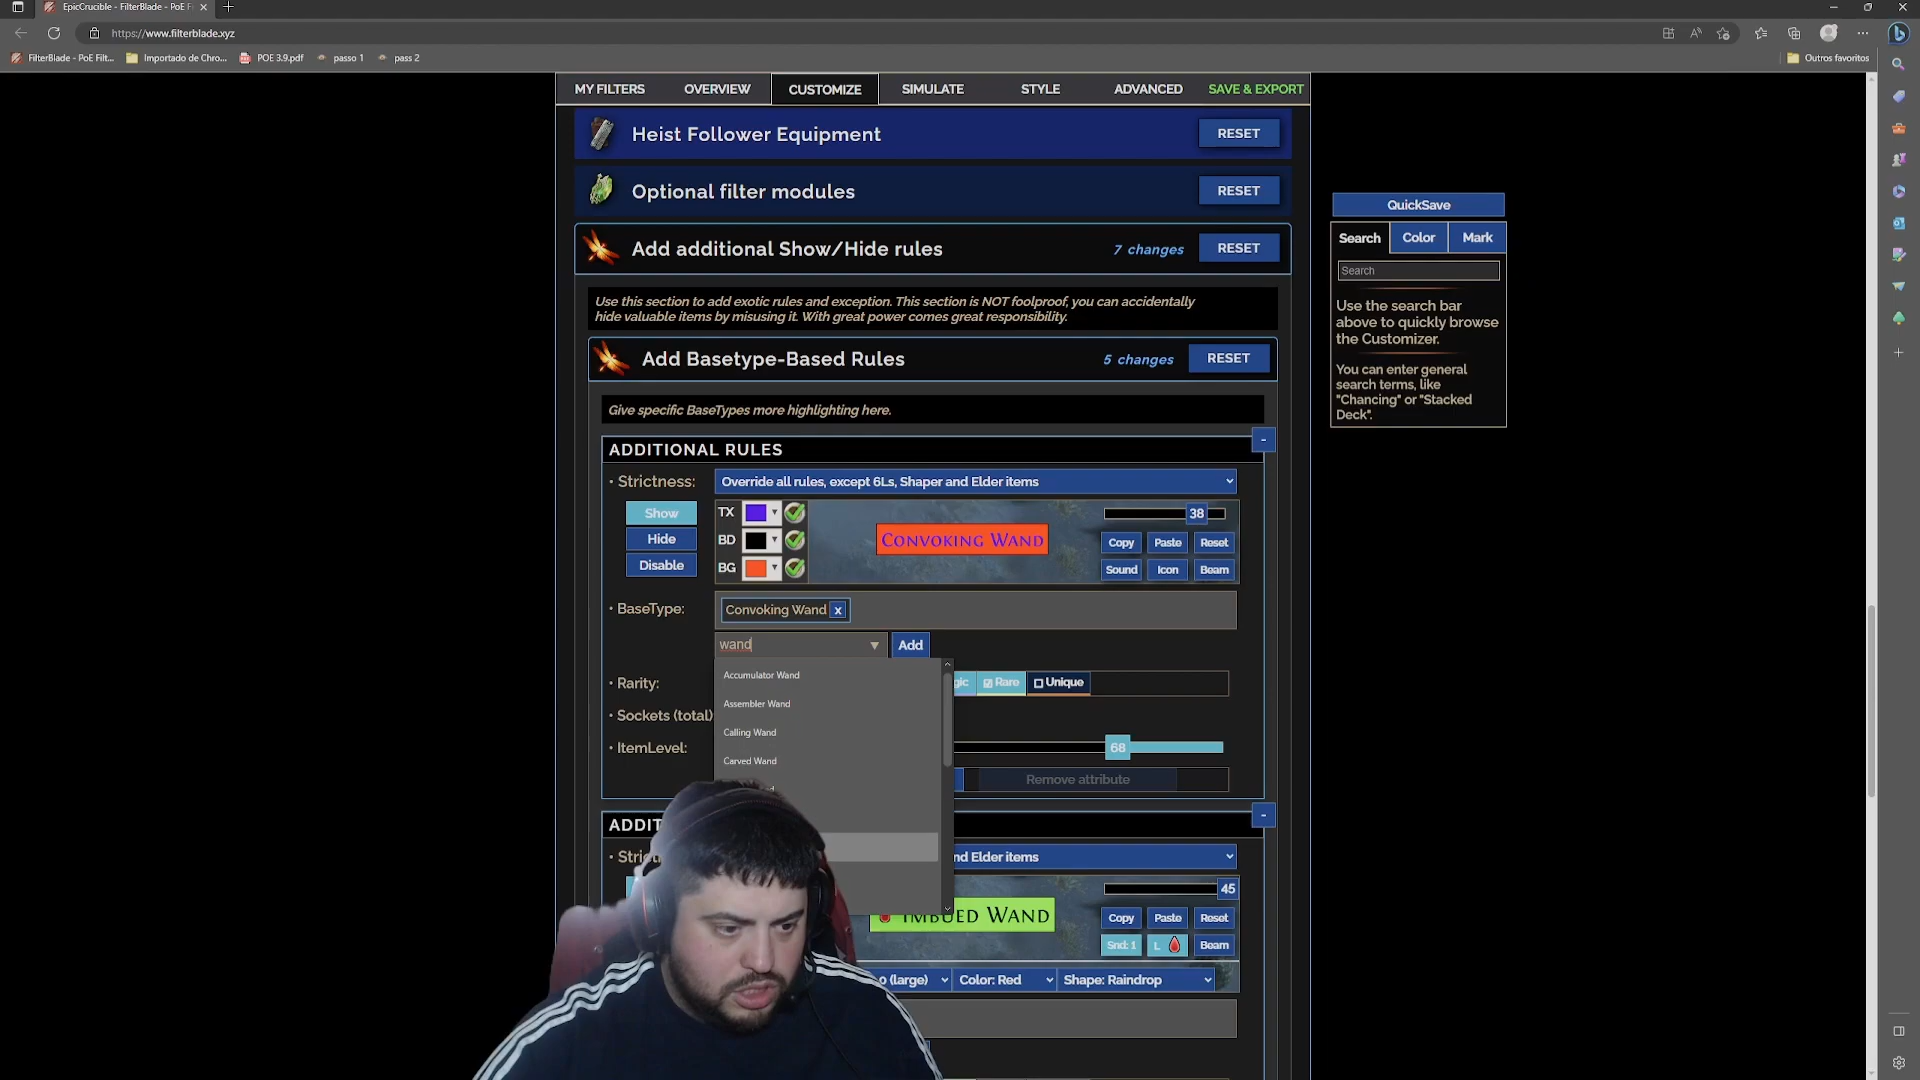 EpicCrucible - FilterBlade - PoE F
https://www.filterblade.xyz
FilterBlade - PoE Filt...
Importado de Chro...
POE 3.9.pdf
passo 1
pass 2
Outros favoritos
MY FILTERS
OVERVIEW
CUSTOMIZE
SIMULATE
STYLE
ADVANCED
SAVE & EXPORT
Heist Follower Equipment
RESET
Optional filter modules
RESET
Add additional Show/Hide rules
7 changes
RESET
Use this section to add exotic rules and exception. This section is NOT foolproof, you can accidentally
hide valuable items by misusing it. With great power comes great responsibility.
Add Basetype-Based Rules
5 changes
RESET
Give specific BaseTypes more highlighting here.
ADDITIONAL RULES
-
• Strictness:
Override all rules, except 6Ls, Shaper and Elder items
Show
Hide
Disable
TX
BD
BG
Convoking Wand
38
Copy
Paste
Reset
Sound
Icon
Beam
• BaseType:
Convoking Wand x
wand
Add
Accumulator Wand
Assembler Wand
Calling Wand
Carved Wand
• Rarity:
gic
Rare
Unique
• Sockets (total)
• ItemLevel:
68
Remove attribute
ADDIT
-
• Stric
nd Elder items
Imbued Wand
45
Copy
Paste
Reset
Snd: 1
L
Beam
o (large)
Color: Red
Shape: Raindrop
QuickSave
Search
Color
Mark
Search
Use the search bar
above to quickly browse
the Customizer.
You can enter general
search terms, like
"Chancing" or "Stacked
Deck".